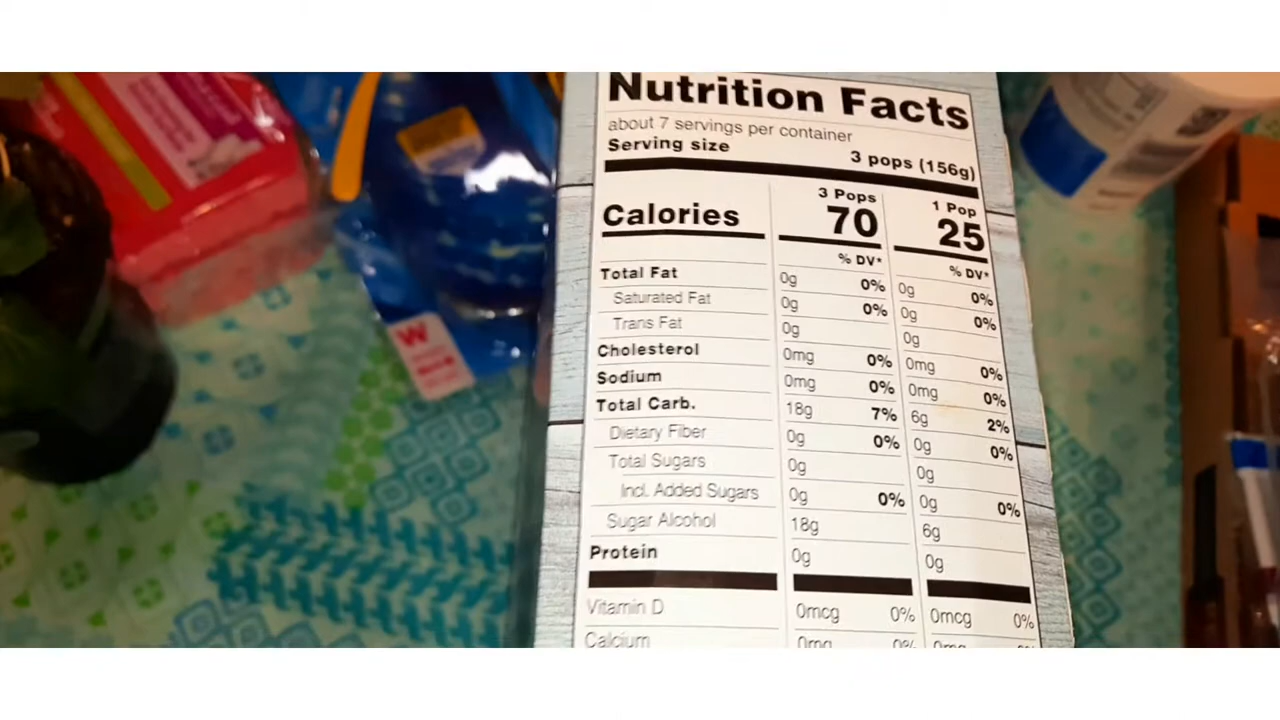 Nutrition Facts
about 7 servings per container
Serving size 3 pops (156g)
3 Pops 1 Pop
Calories 70 25
% DV* % DV*
Total Fat 0g 0% 0g 0%
Saturated Fat 0g 0% 0g 0%
Trans Fat 0g 0g
Cholesterol 0mg 0% 0mg 0%
Sodium 0mg 0% 0mg 0%
Total Carb. 18g 7% 6g 2%
Dietary Fiber 0g 0% 0g 0%
Total Sugars 0g 0g
Incl. Added Sugars 0g 0% 0g 0%
Sugar Alcohol 18g 6g
Protein 0g 0g
Vitamin D 0mcg 0% 0mcg 0%
Calcium 0mg 0% 0mg 0%
W